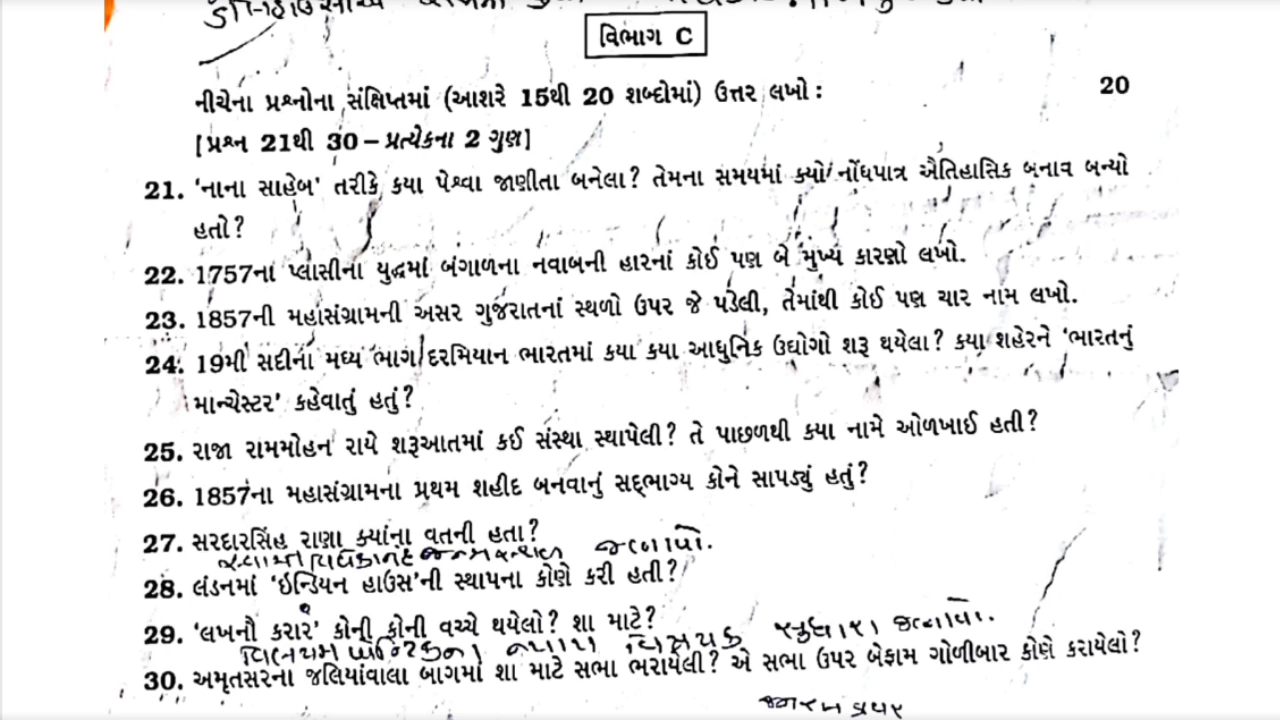 વિભાગ C
નીચેના પ્રશ્નોના સંક્ષિપ્તમાં (આશરે 15થી 20 શબ્દોમાં) ઉત્તર લખો : 20
[પ્રશ્ન 21થી 30 – પ્રત્યેકના 2 ગુણ]
21. 'નાના સાહેબ' તરીકે કયા પેશ્વા જાણીતા બનેલા? તેમના સમયમાં કયો નોંધપાત્ર ઐતિહાસિક બનાવ બન્યો
હતો?
22. 1757ના પ્લાસીના યુદ્ધમાં બંગાળના નવાબની હારનાં કોઈ પણ બે મુખ્ય કારણો લખો.
23. 1857ની મહાસંગ્રામની અસર ગુજરાતનાં સ્થળો ઉપર જે પડેલી, તેમાંથી કોઈ પણ ચાર નામ લખો.
24. 19મી સદીના મધ્ય ભાગ દરમિયાન ભારતમાં કયા કયા આધુનિક ઉદ્યોગો શરૂ થયેલા? કયા શહેરને 'ભારતનું
માન્ચેસ્ટર' કહેવાતું હતું?
25. રાજા રામમોહન રાયે શરૂઆતમાં કઈ સંસ્થા સ્થાપેલી? તે પાછળથી કયા નામે ઓળખાઈ હતી?
26. 1857ના મહાસંગ્રામના પ્રથમ શહીદ બનવાનું સદ્ભાગ્ય કોને સાપડ્યું હતું?
27. સરદારસિંહ રાણા ક્યાંના વતની હતા?
જણાવો.
28. લંડનમાં 'ઇન્ડિયન હાઉસ'ની સ્થાપના કોણે કરી હતી?
29. 'લખનૌ કરાર' કોની કોની વચ્ચે થયેલો? શા માટે?
સુધારા જણાવો.
30. અમૃતસરના જલિયાંવાલા બાગમાં શા માટે સભા ભરાયેલી? એ સભા ઉપર બેફામ ગોળીબાર કોણે કરાયેલો?